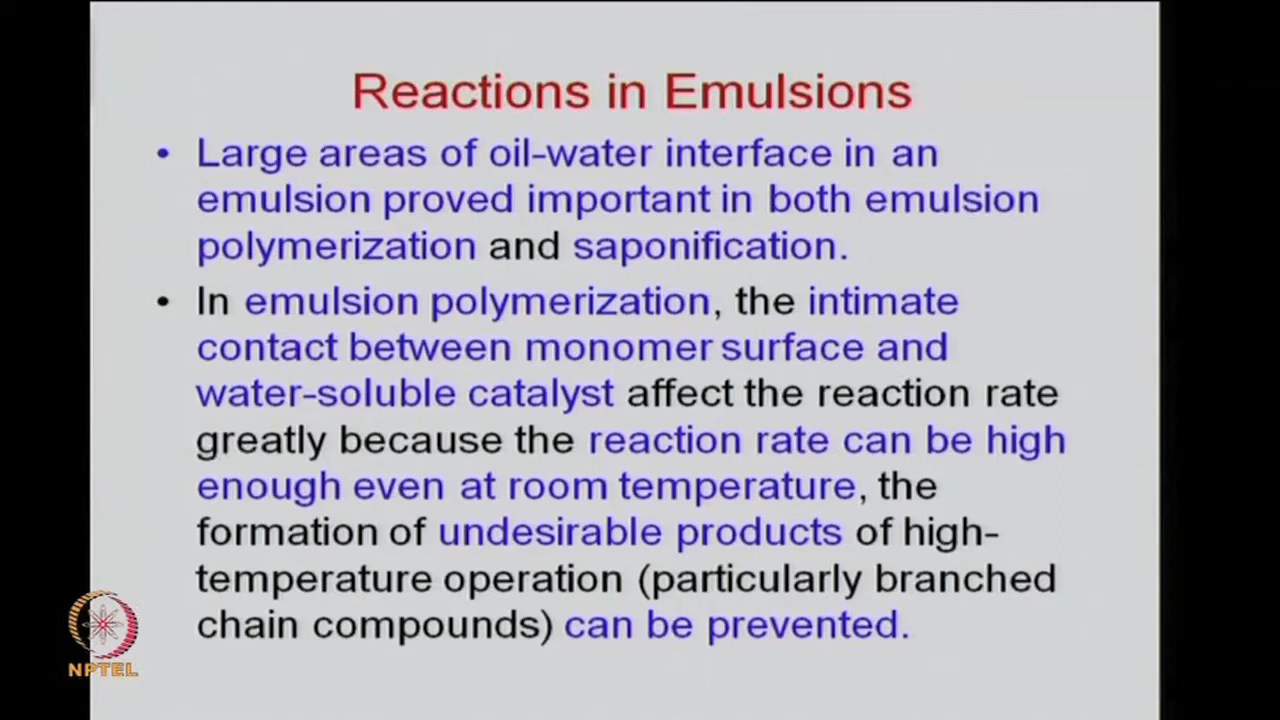 Reactions in Emulsions
• Large areas of oil-water interface in an
emulsion proved important in both emulsion
polymerization and saponification.
• In emulsion polymerization, the intimate
contact between monomer surface and
water-soluble catalyst affect the reaction rate
greatly because the reaction rate can be high
enough even at room temperature, the
formation of undesirable products of high-
temperature operation (particularly branched
chain compounds) can be prevented.
NPTEL